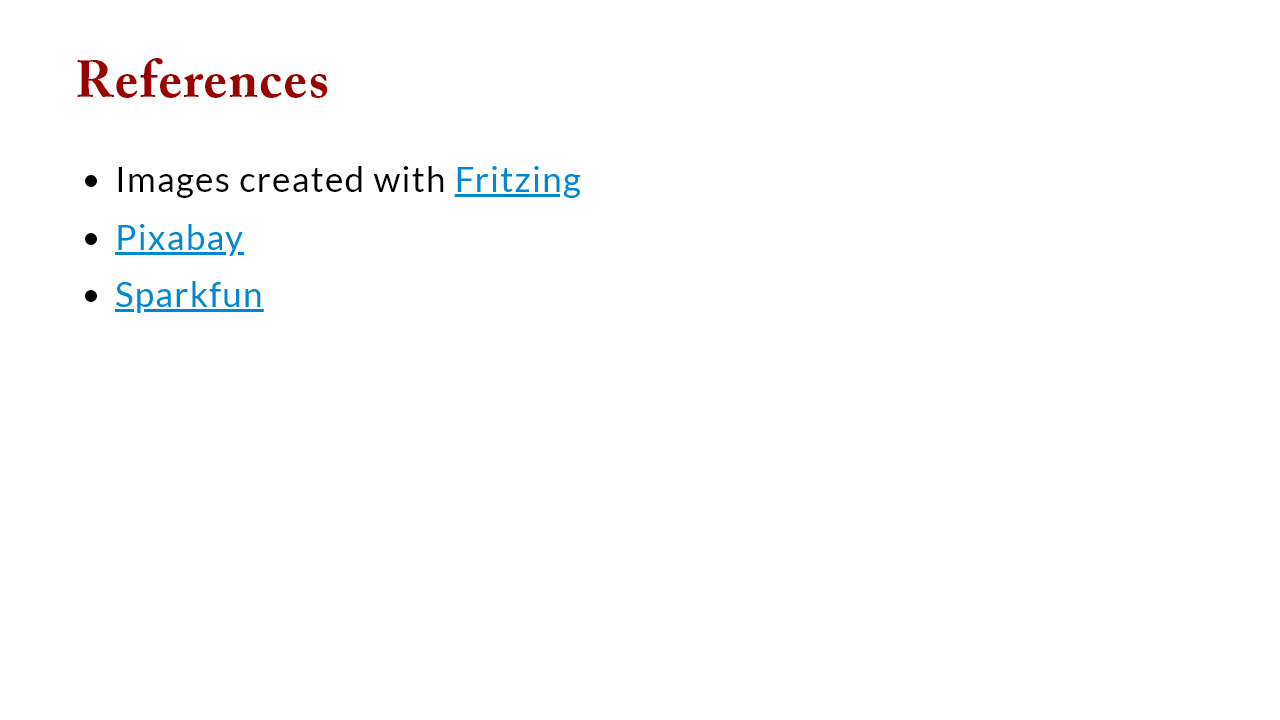 References
• Images created with Fritzing
• Pixabay
• Sparkfun